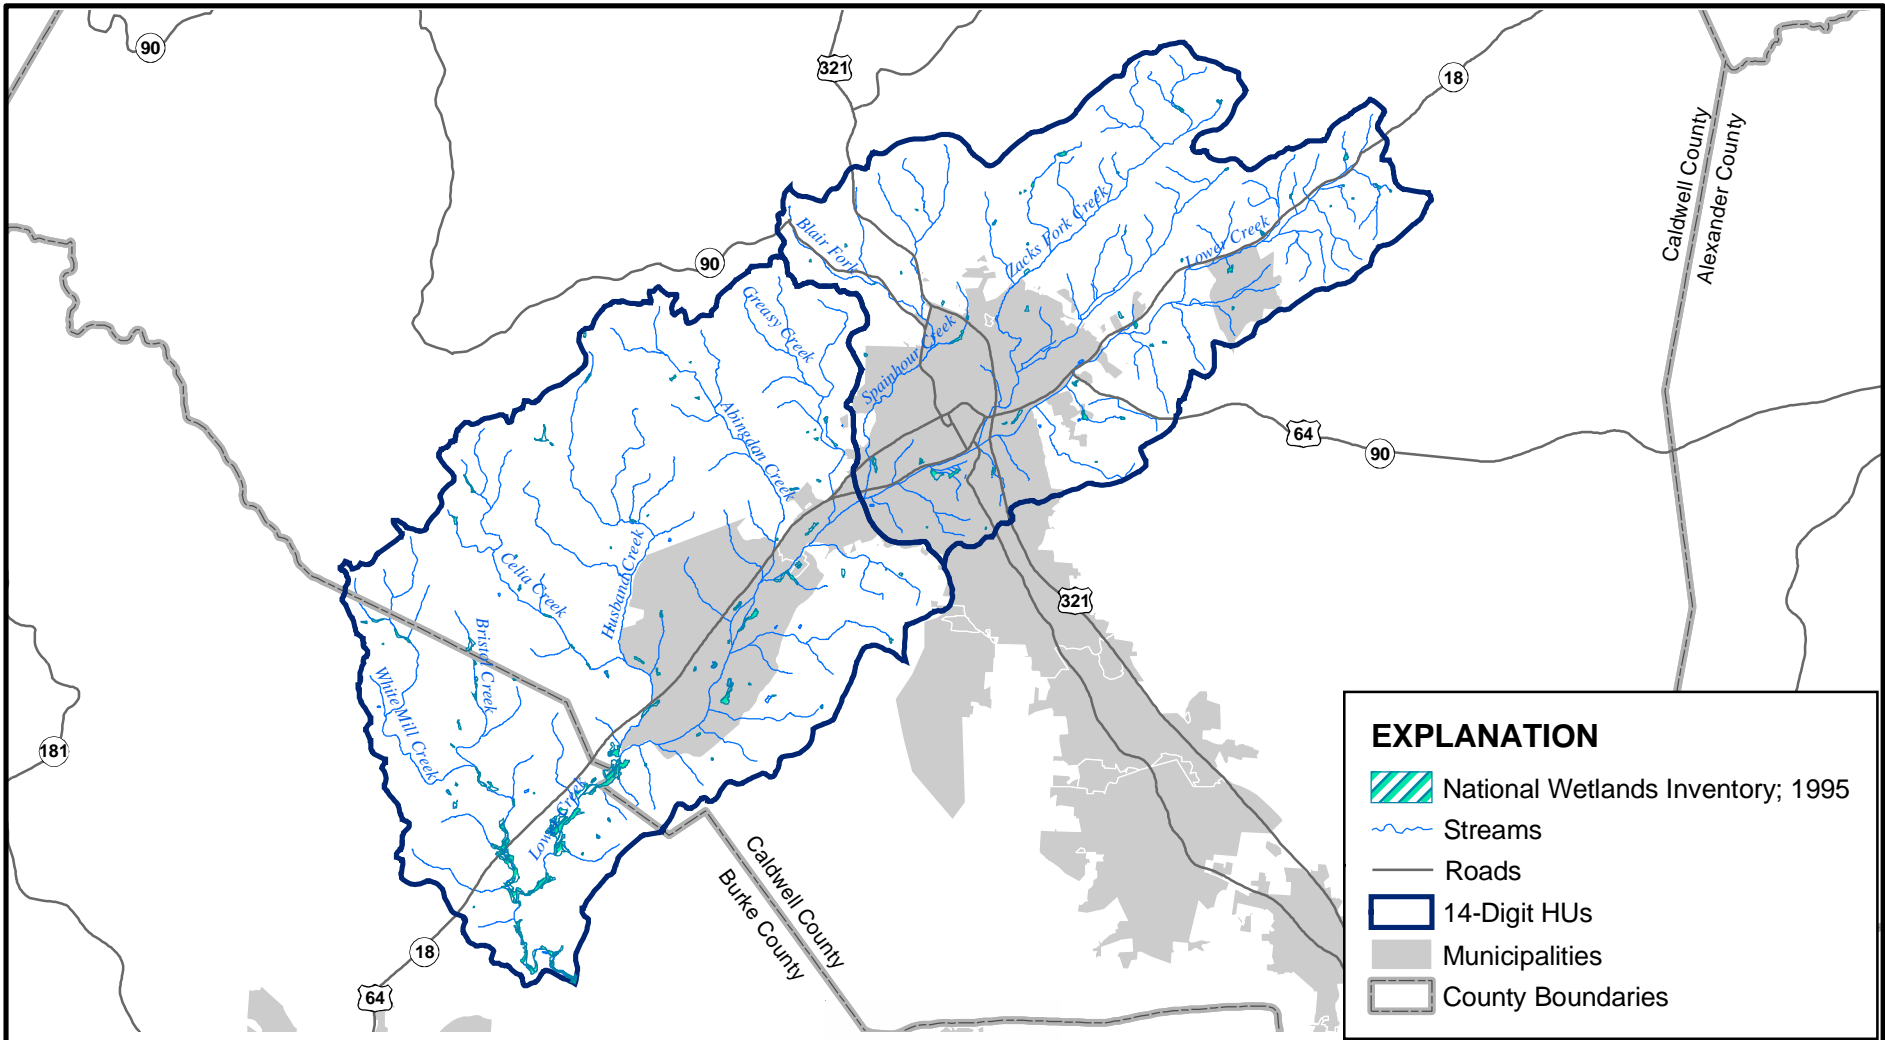 90
321
18
Caldwell County
Alexander County
Blair Fork
Zacks Fork Creek
Lower Creek
90
Greasy Creek
Spainhour Creek
Abingdon Creek
64
90
Celia Creek
Husband Creek
321
Bristol Creek
White Mill Creek
181
Lower Creek
Caldwell County
Burke County
18
64
EXPLANATION
National Wetlands Inventory; 1995
Streams
Roads
14-Digit HUs
Municipalities
County Boundaries